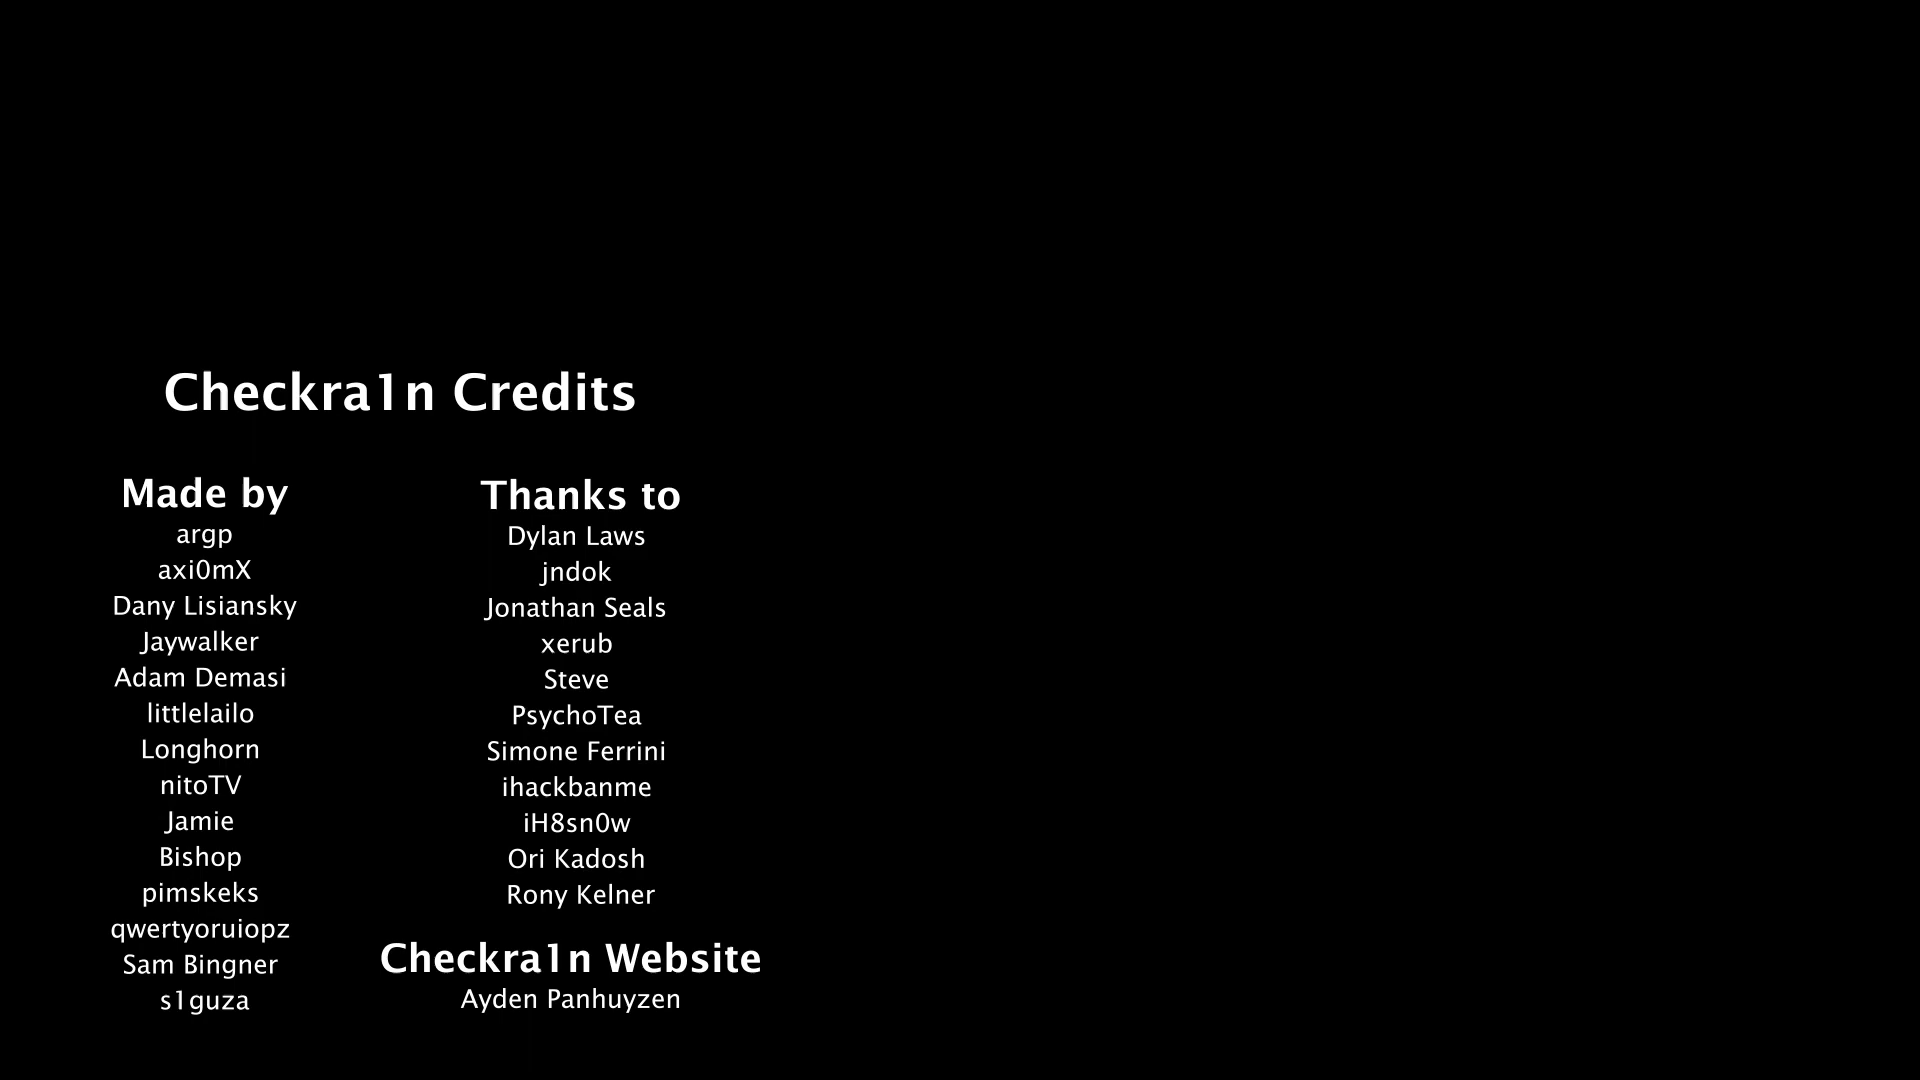 Checkra1n Credits
Made by
argp
axi0mX
Dany Lisiansky
Jaywalker
Adam Demasi
littlelailo
Longhorn
nitoTV
Jamie
Bishop
pimskeks
qwertyoruiopz
Sam Bingner
s1guza
Thanks to
Dylan Laws
jndok
Jonathan Seals
xerub
Steve
PsychoTea
Simone Ferrini
ihackbanme
iH8sn0w
Ori Kadosh
Rony Kelner
Checkra1n Website
Ayden Panhuyzen